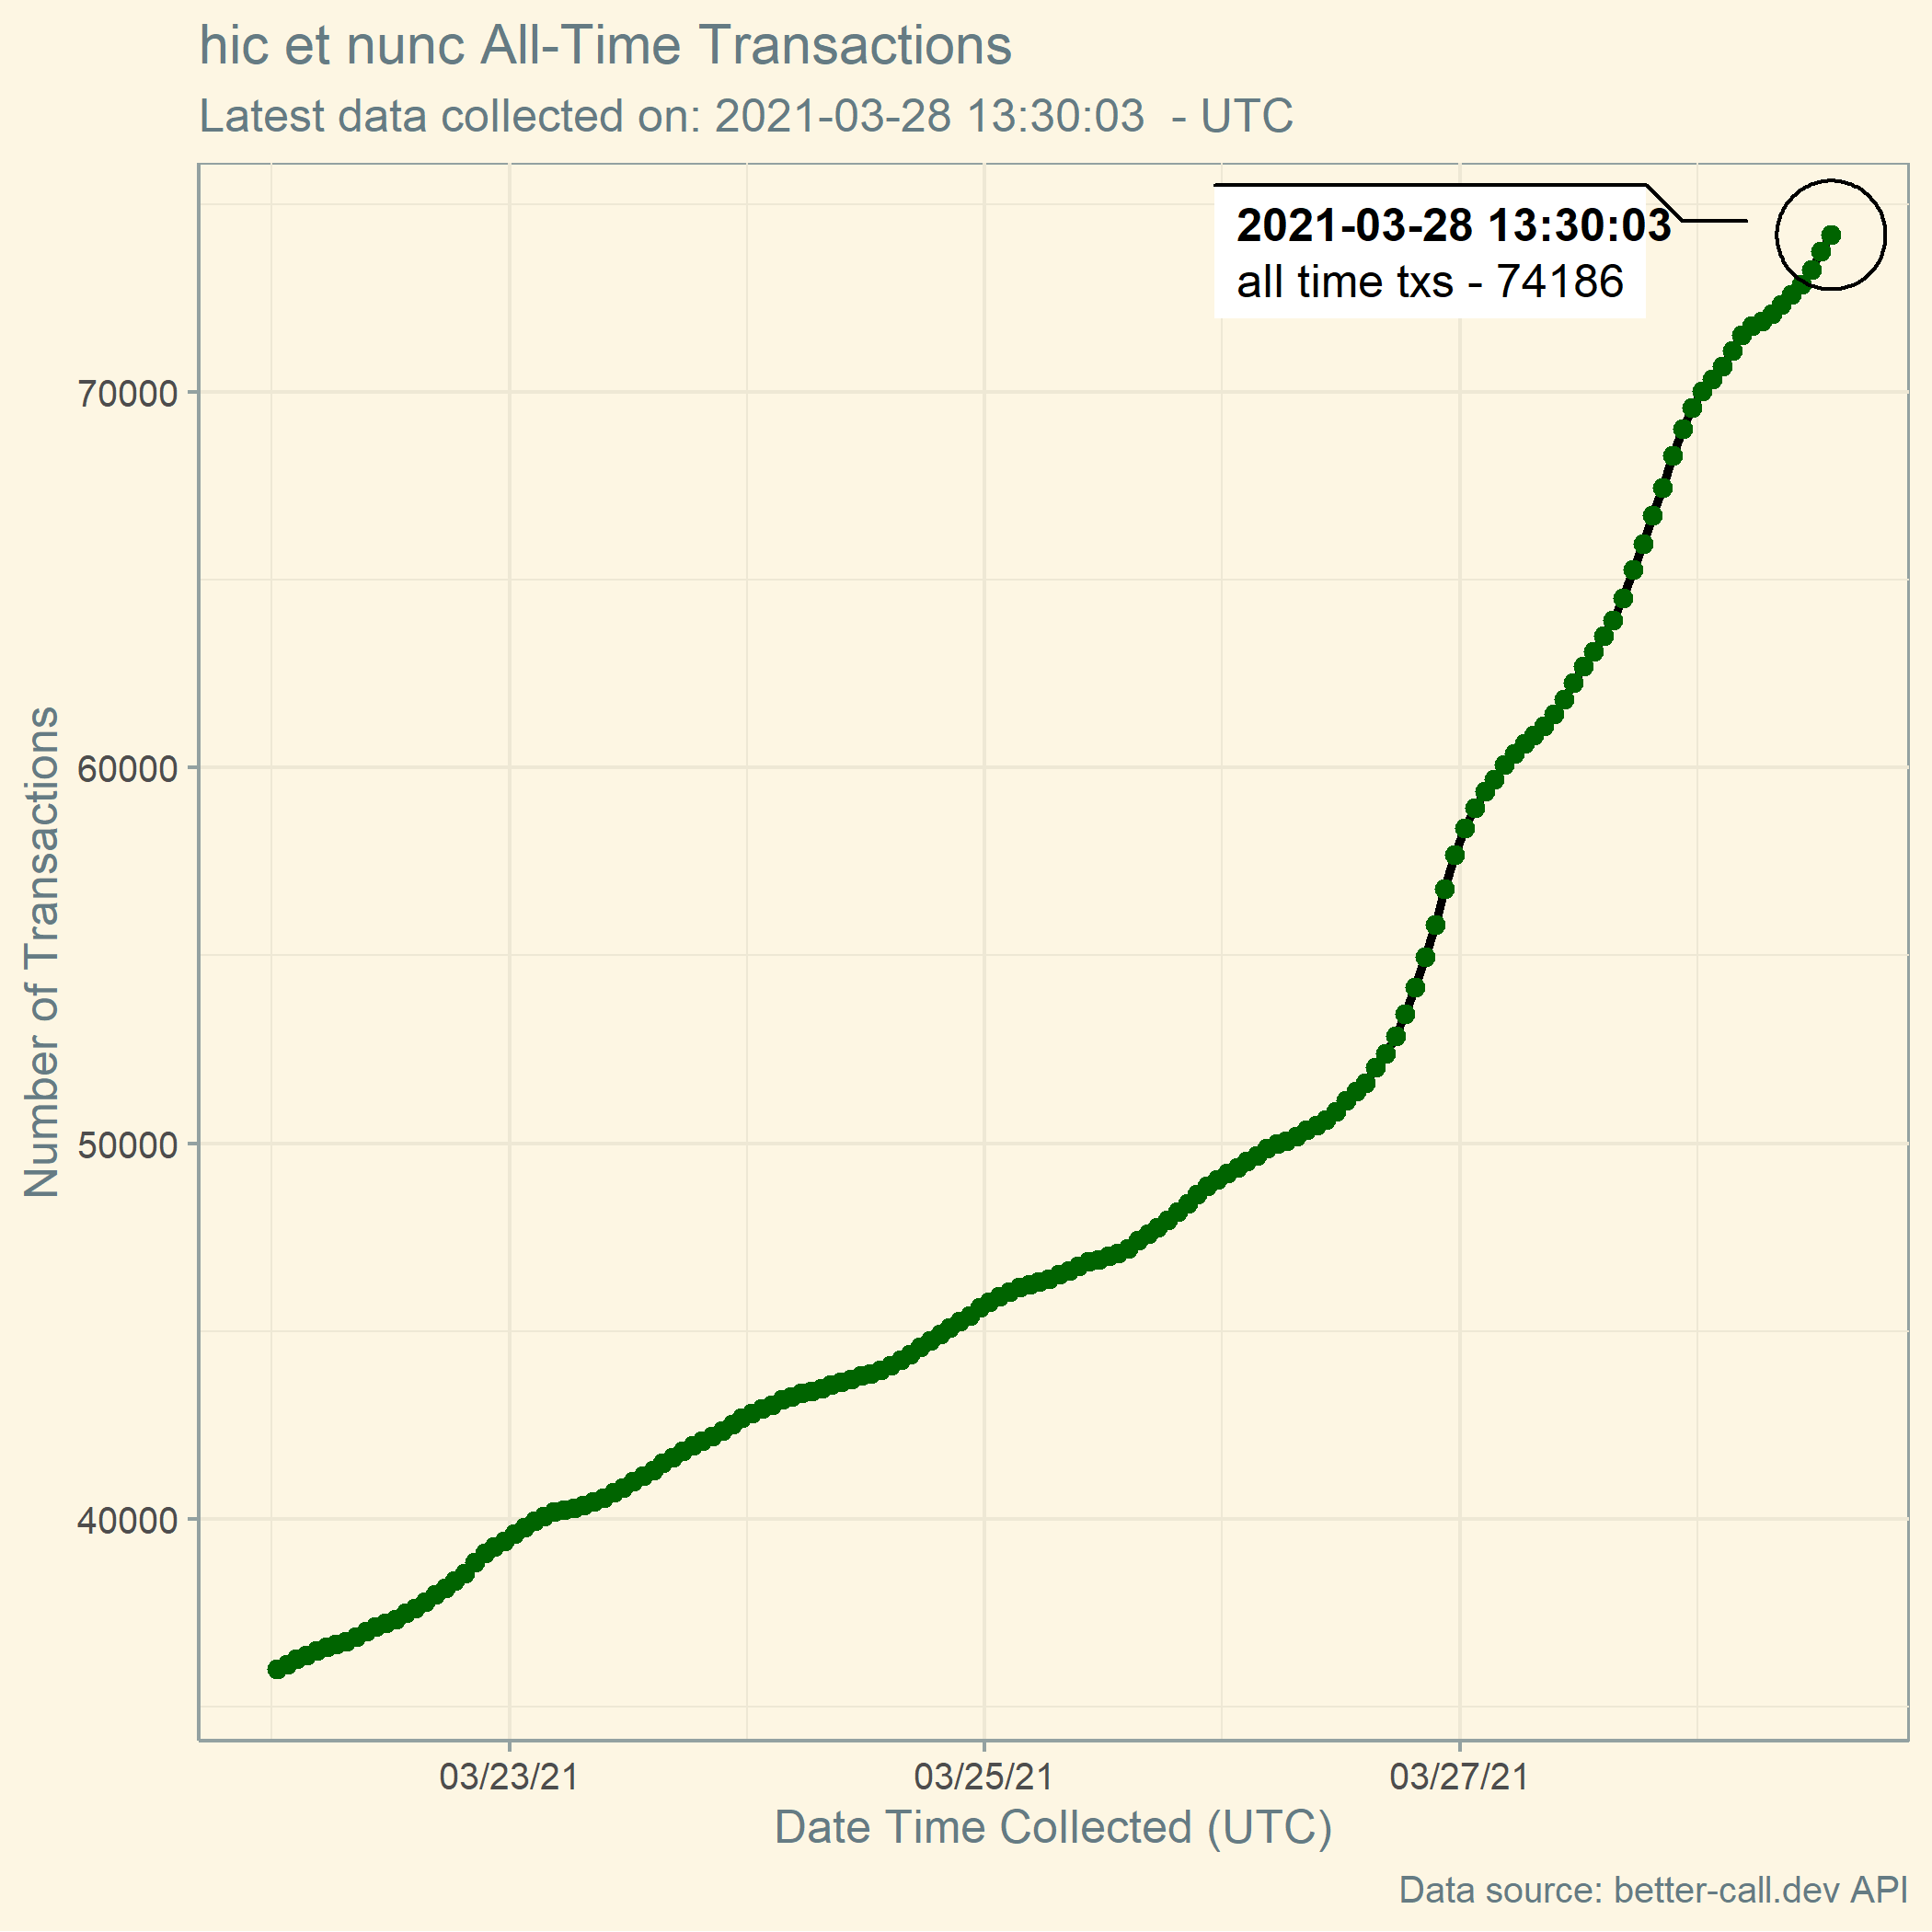 hic et nunc All-Time Transactions
Latest data collected on: 2021-03-28 13:30:03  - UTC
2021-03-28 13:30:03
all time txs - 74186
Number of Transactions
70000
60000
50000
40000
03/23/21
03/25/21
03/27/21
Date Time Collected (UTC)
Data source: better-call.dev API